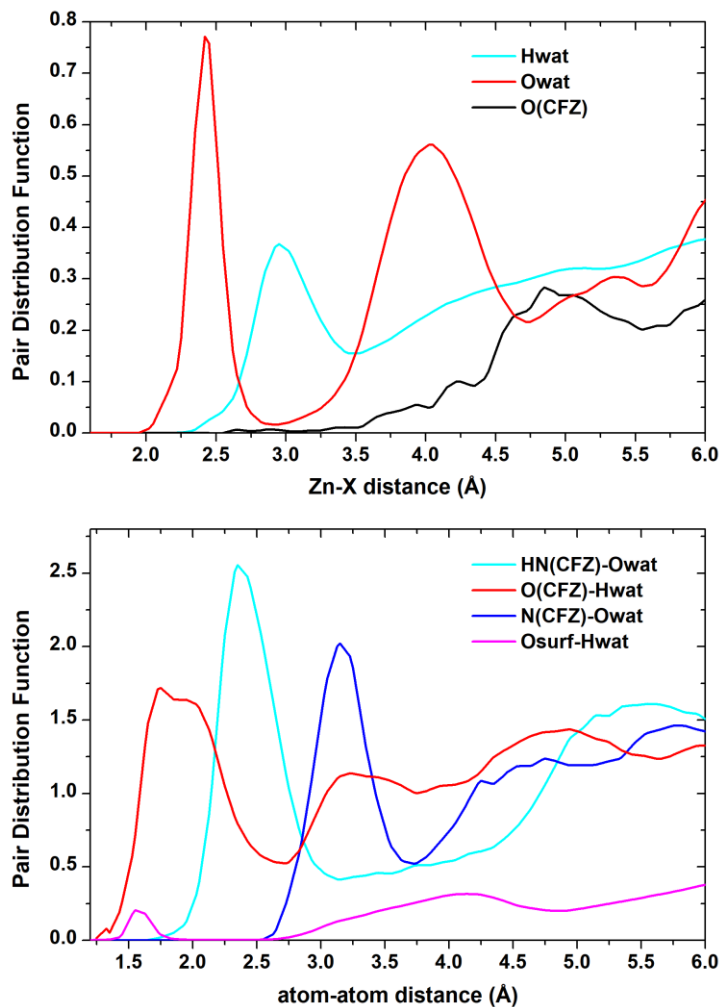 0.8
0.7
0.6
0.5
0.4
0.3
0.2
0.1
0.0
Pair Distribution Function
Hwat
Owat
O(CFZ)
2.0 2.5 3.0 3.5 4.0 4.5 5.0 5.5 6.0
Zn-X distance (Å)
2.5
2.0
1.5
1.0
0.5
0.0
Pair Distribution Function
HN(CFZ)-Owat
O(CFZ)-Hwat
N(CFZ)-Owat
Osurf-Hwat
1.5 2.0 2.5 3.0 3.5 4.0 4.5 5.0 5.5 6.0
atom-atom distance (Å)